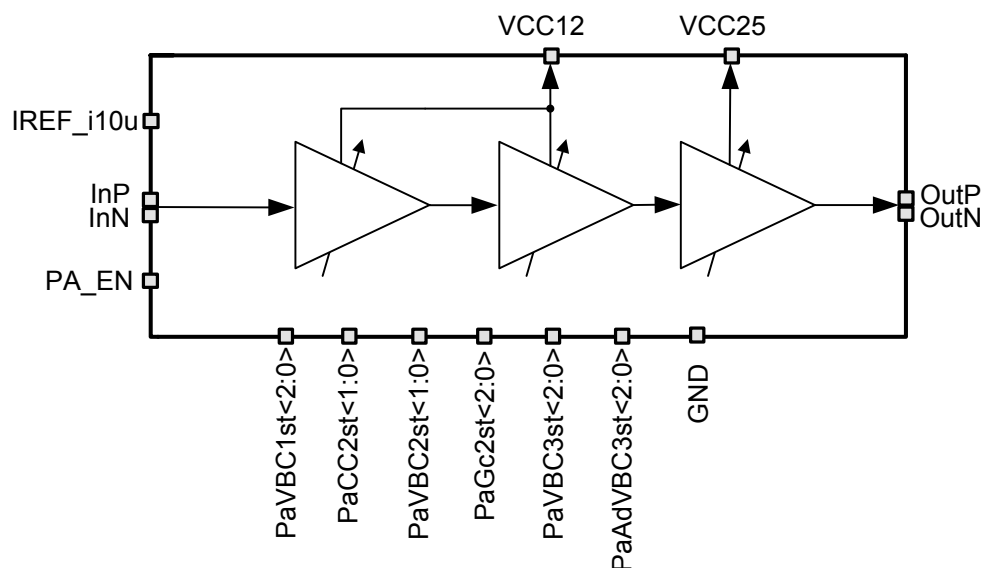 VCC12
VCC25
IREF_i10u
InP
InN
OutP
OutN
PA_EN
PaVBC1st<2:0>
PaCC2st<1:0>
PaVBC2st<1:0>
PaGc2st<2:0>
PaVBC3st<2:0>
PaAdVBC3st<2:0>
GND